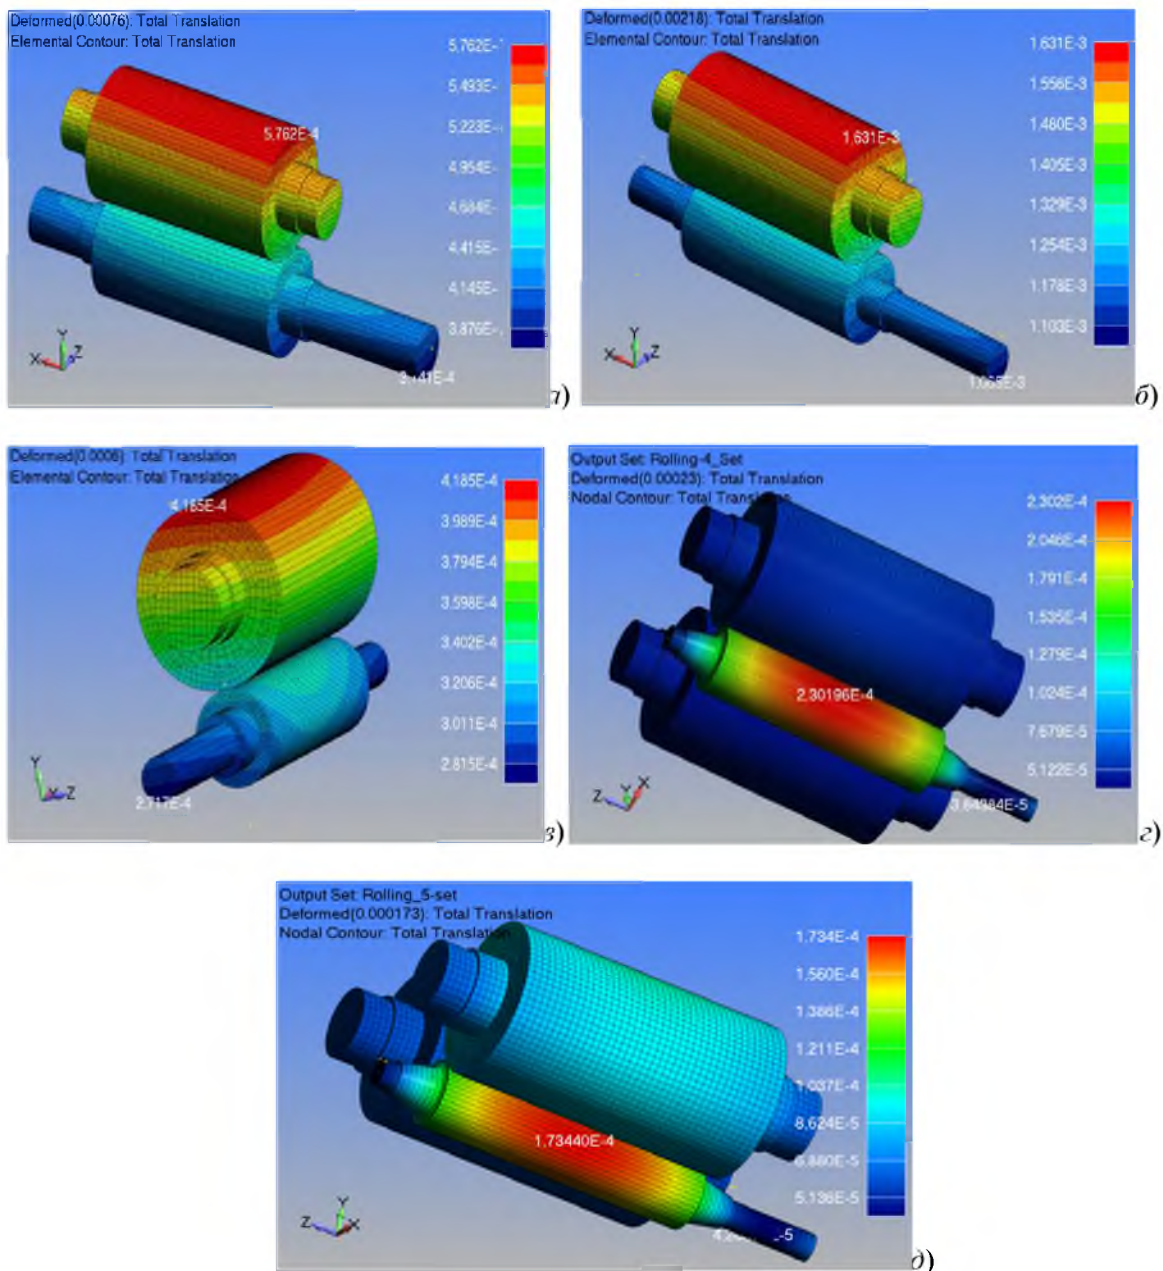 Deformed(0.00076): Total Translation
Elemental Contour: Total Translation
5.762E-
5.493E-
5.223E-
4.954E-
4.684E-
4.415E-
4.145E-
3.876E-
5.762E-4
Y
X
Z
а)
Deformed(0.00218): Total Translation
Elemental Contour: Total Translation
1.631E-3
1.556E-3
1.480E-3
1.405E-3
1.329E-3
1.254E-3
1.178E-3
1.103E-3
1.631E-3
Y
X
Z
б)
Deformed(0.0006): Total Translation
Elemental Contour: Total Translation
4.185E-4
4.185E-4
3.989E-4
3.794E-4
3.598E-4
3.402E-4
3.206E-4
3.011E-4
2.815E-4
2.717E-4
Y
X
Z
в)
Output Set: Rolling-4_Set
Deformed(0.00023): Total Translation
Nodal Contour: Total Translation
2.302E-4
2.046E-4
1.791E-4
1.535E-4
1.279E-4
1.024E-4
7.679E-5
5.122E-5
2.30196E-4
3.64384E-5
Z
Y
X
г)
Output Set: Rolling_5-set
Deformed(0.000173): Total Translation
Nodal Contour: Total Translation
1.734E-4
1.560E-4
1.386E-4
1.211E-4
1.037E-4
8.624E-5
6.880E-5
5.136E-5
1.73440E-4
Z
Y
X
д)